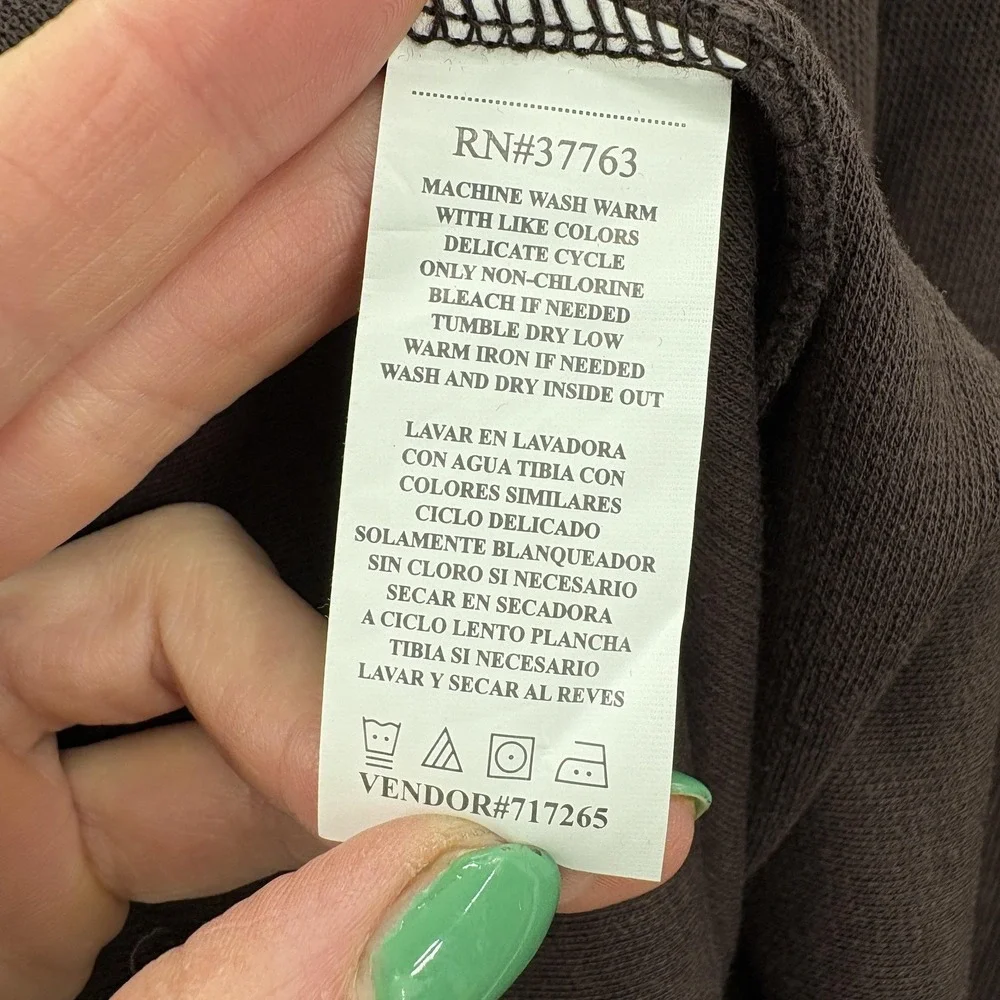 RN#37763
MACHINE WASH WARM
WITH LIKE COLORS
DELICATE CYCLE
ONLY NON-CHLORINE
BLEACH IF NEEDED
TUMBLE DRY LOW
WARM IRON IF NEEDED
WASH AND DRY INSIDE OUT
LAVAR EN LAVADORA
CON AGUA TIBIA CON
COLORES SIMILARES
CICLO DELICADO
SOLAMENTE BLANQUEADOR
SIN CLORO SI NECESARIO
SECAR EN SECADORA
A CICLO LENTO PLANCHA
TIBIA SI NECESARIO
LAVAR Y SECAR AL REVES
VENDOR#717265